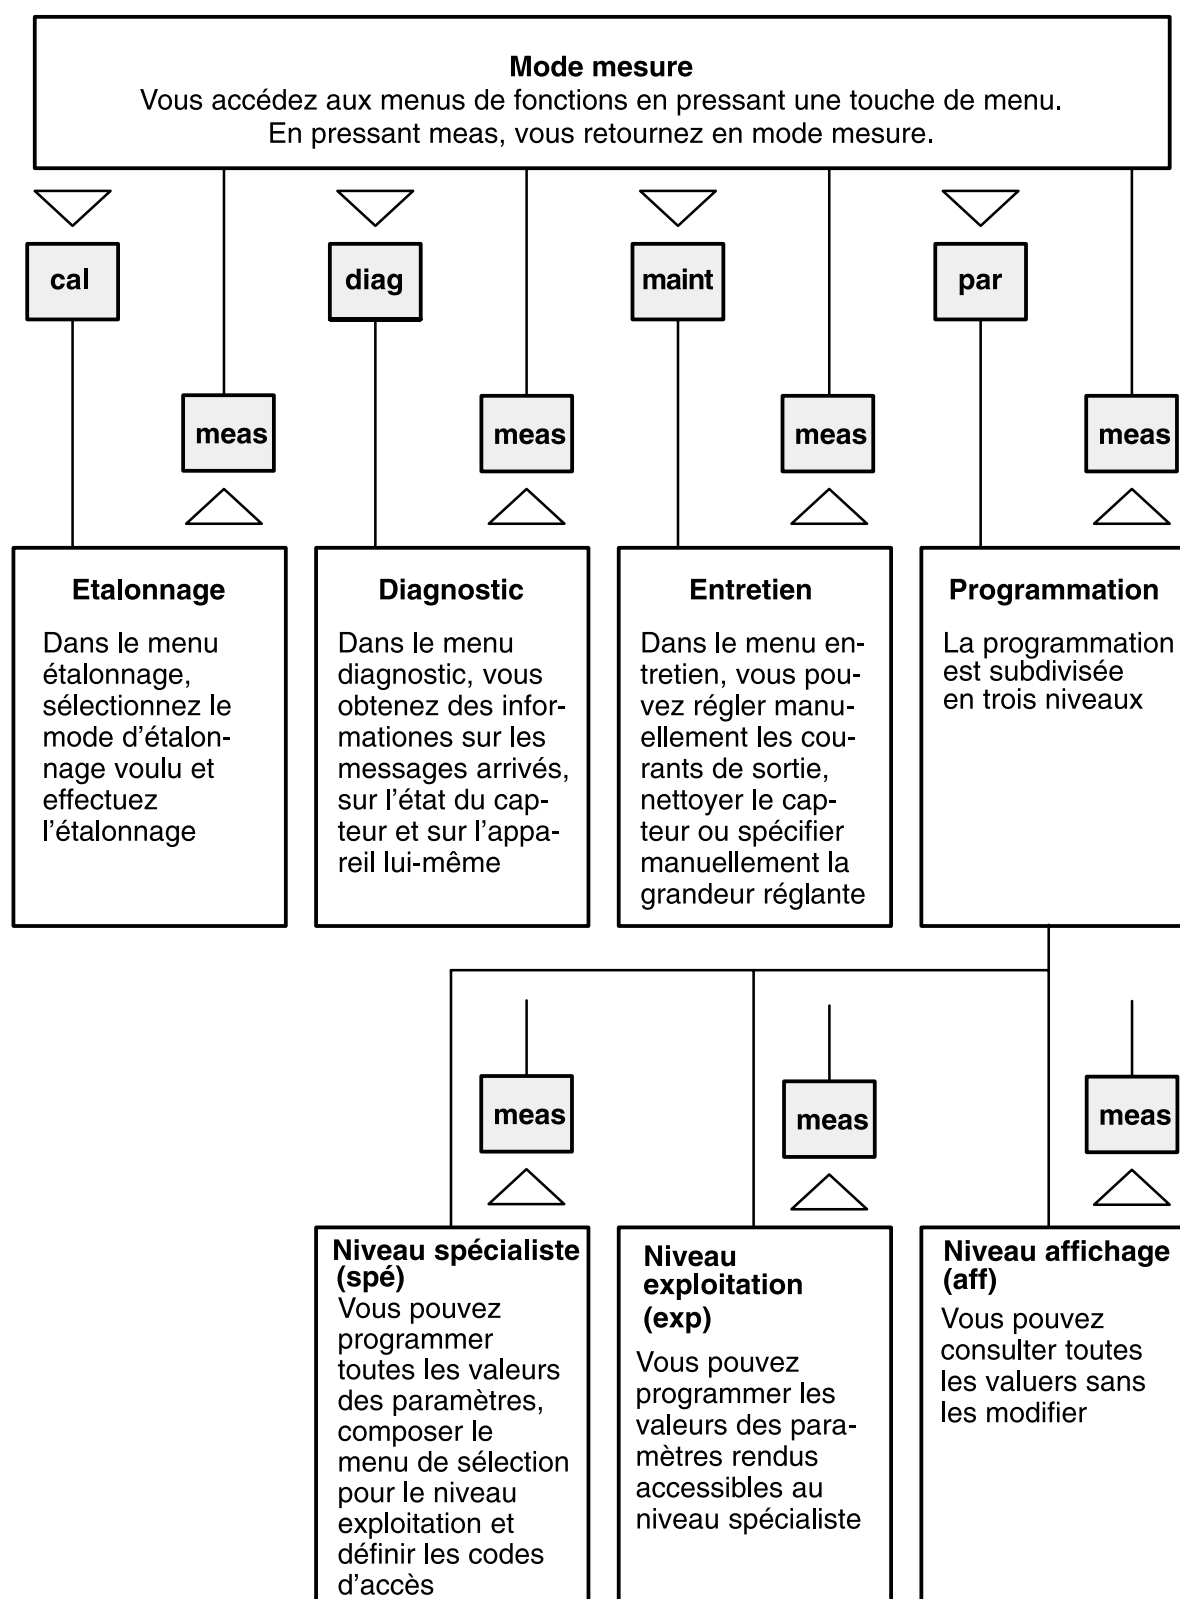 Mode mesure
Vous accédez aux menus de fonctions en pressant une touche de menu.
En pressant meas, vous retournez en mode mesure.
cal
diag
maint
par
meas
meas
meas
meas
Etalonnage
Dans le menu
étalonnage,
sélectionnez le
mode d'étalon-
nage voulu et
effectuez
l'étalonnage
Diagnostic
Dans le menu
diagnostic, vous
obtenez des infor-
mationes sur les
messages arrivés,
sur l'état du cap-
teur et sur l'appa-
reil lui-même
Entretien
Dans le menu en-
tretien, vous pou-
vez régler manu-
ellement les cou-
rants de sortie,
nettoyer le cap-
teur ou spécifier
manuellement la
grandeur réglante
Programmation
La programmation
est subdivisée
en trois niveaux
meas
meas
meas
Niveau spécialiste
(spé)
Vous pouvez
programmer
toutes les valeurs
des paramètres,
composer le
menu de sélection
pour le niveau
exploitation et
définir les codes
d'accès
Niveau
exploitation
(exp)
Vous pouvez
programmer les
valeurs des para-
mètres rendus
accessibles au
niveau spécialiste
Niveau affichage
(aff)
Vous pouvez
consulter toutes
les valuers sans
les modifier